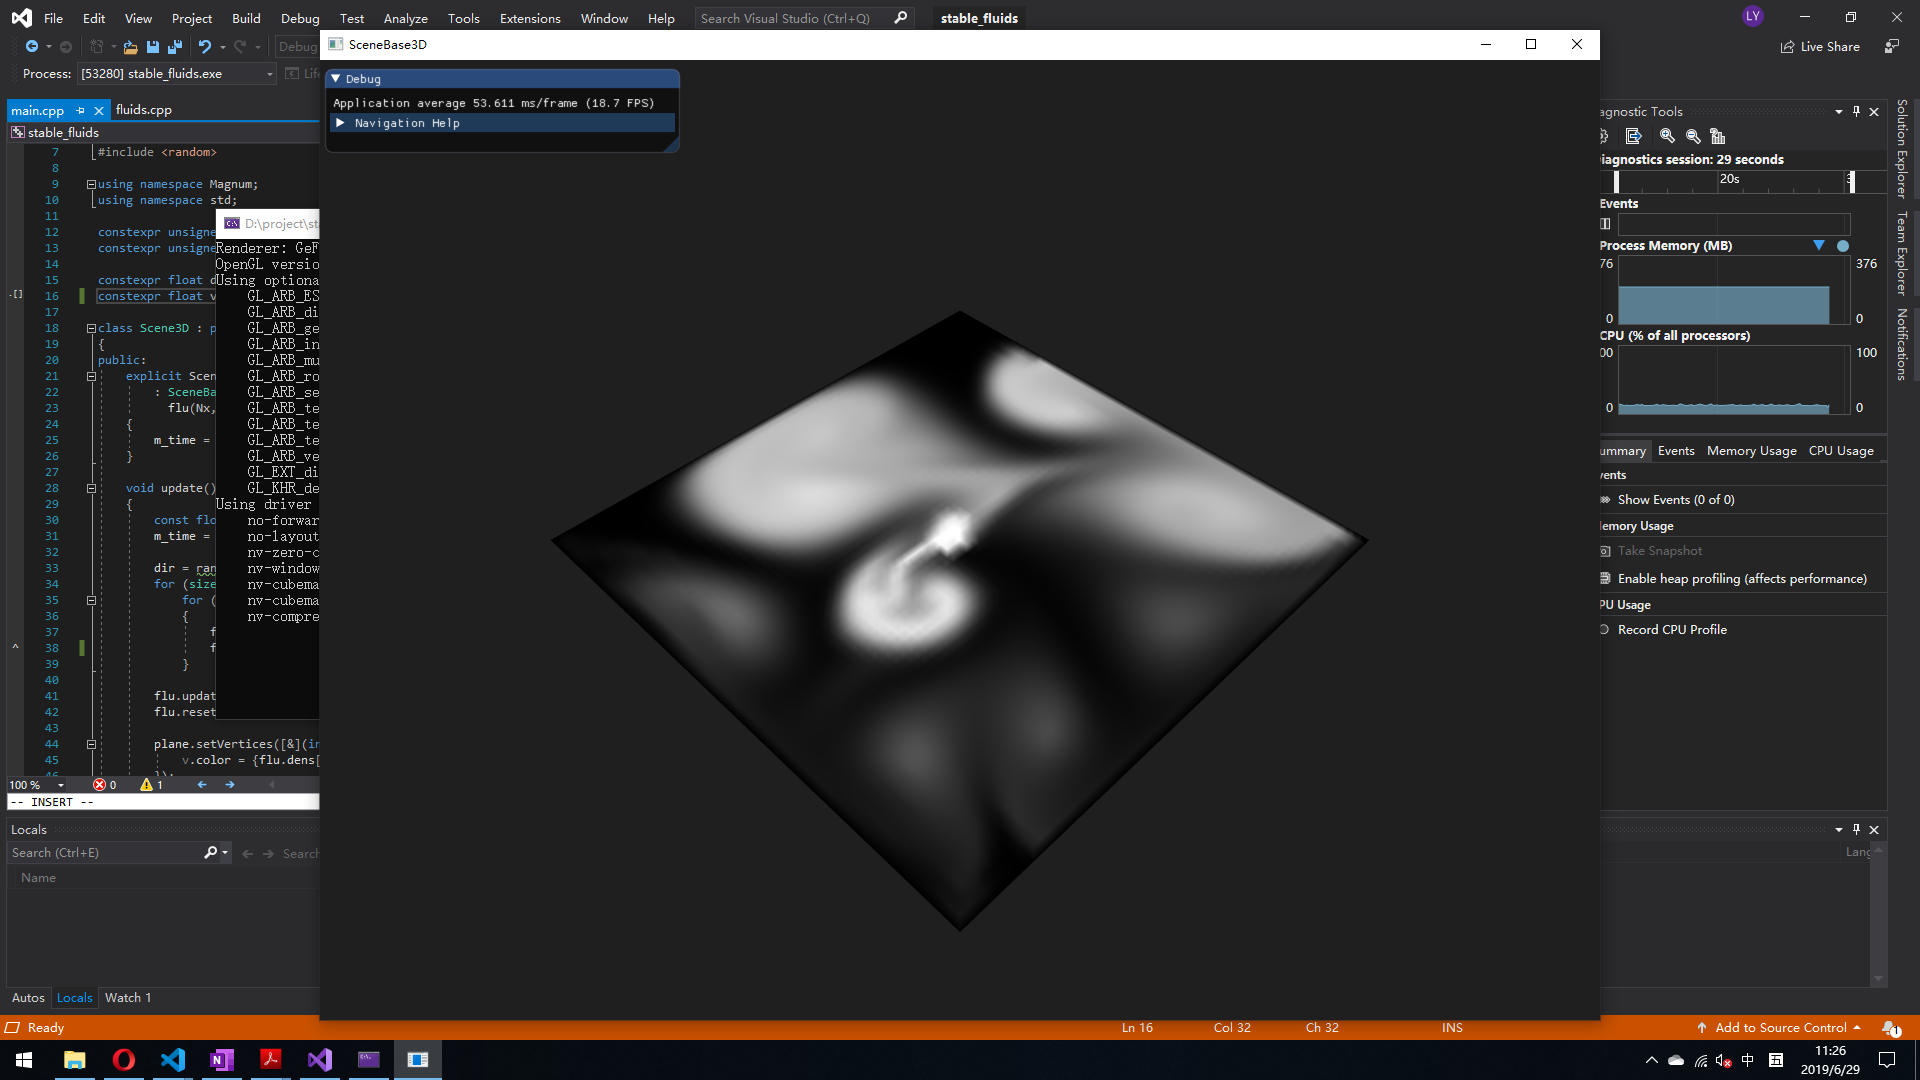 File Edit View Project Build Debug Test Analyze Tools Extensions Window Help Search Visual Studio (Ctrl+Q) stable_fluids LY
Debug
Live Share
Process: [53280] stable_fluids.exe
SceneBase3D
Debug
Application average 53.611 ms/frame (18.7 FPS)
Navigation Help
main.cpp fluids.cpp
stable_fluids
7 #include <random>
8
9 using namespace Magnum;
10 using namespace std;
11
12 constexpr unsigne
13 constexpr unsigne
14
15 constexpr float d
16 constexpr float v
17
18 class Scene3D : p
19 {
20 public:
21 explicit Scen
22 : SceneBa
23 flu(Nx,
24 {
25 m_time =
26 }
27
28 void update()
29 {
30 const flo
31 m_time =
32
33 dir = ran
34 for (size
35 for (
36 {
37 f
38 f
39 }
40
41 flu.updat
42 flu.reset
43
44 plane.setVertices([&](in
45 v.color = {flu.dens[
46 });
D:\project\st
Renderer: GeF
OpenGL versio
Using optiona
GL_ARB_ES
GL_ARB_di
GL_ARB_ge
GL_ARB_in
GL_ARB_mu
GL_ARB_ro
GL_ARB_se
GL_ARB_te
GL_ARB_te
GL_ARB_te
GL_ARB_ve
GL_EXT_di
GL_KHR_de
Using driver
no-forwar
no-layout
nv-zero-c
nv-window
nv-cubema
nv-cubema
nv-compre
100 % 0 1
-- INSERT --
Locals
Search (Ctrl+E) Search
Name
Autos Locals Watch 1
agnostic Tools
iagnostics session: 29 seconds
20s
Events
Process Memory (MB)
76 376
0 0
CPU (% of all processors)
00 100
0 0
ummary Events Memory Usage CPU Usage
vents
Show Events (0 of 0)
emory Usage
Take Snapshot
Enable heap profiling (affects performance)
PU Usage
Record CPU Profile
Lang
Solution Explorer
Team Explorer
Notifications
Ready Ln 16 Col 32 Ch 32 INS Add to Source Control 1
中 五 11:26
2019/6/29